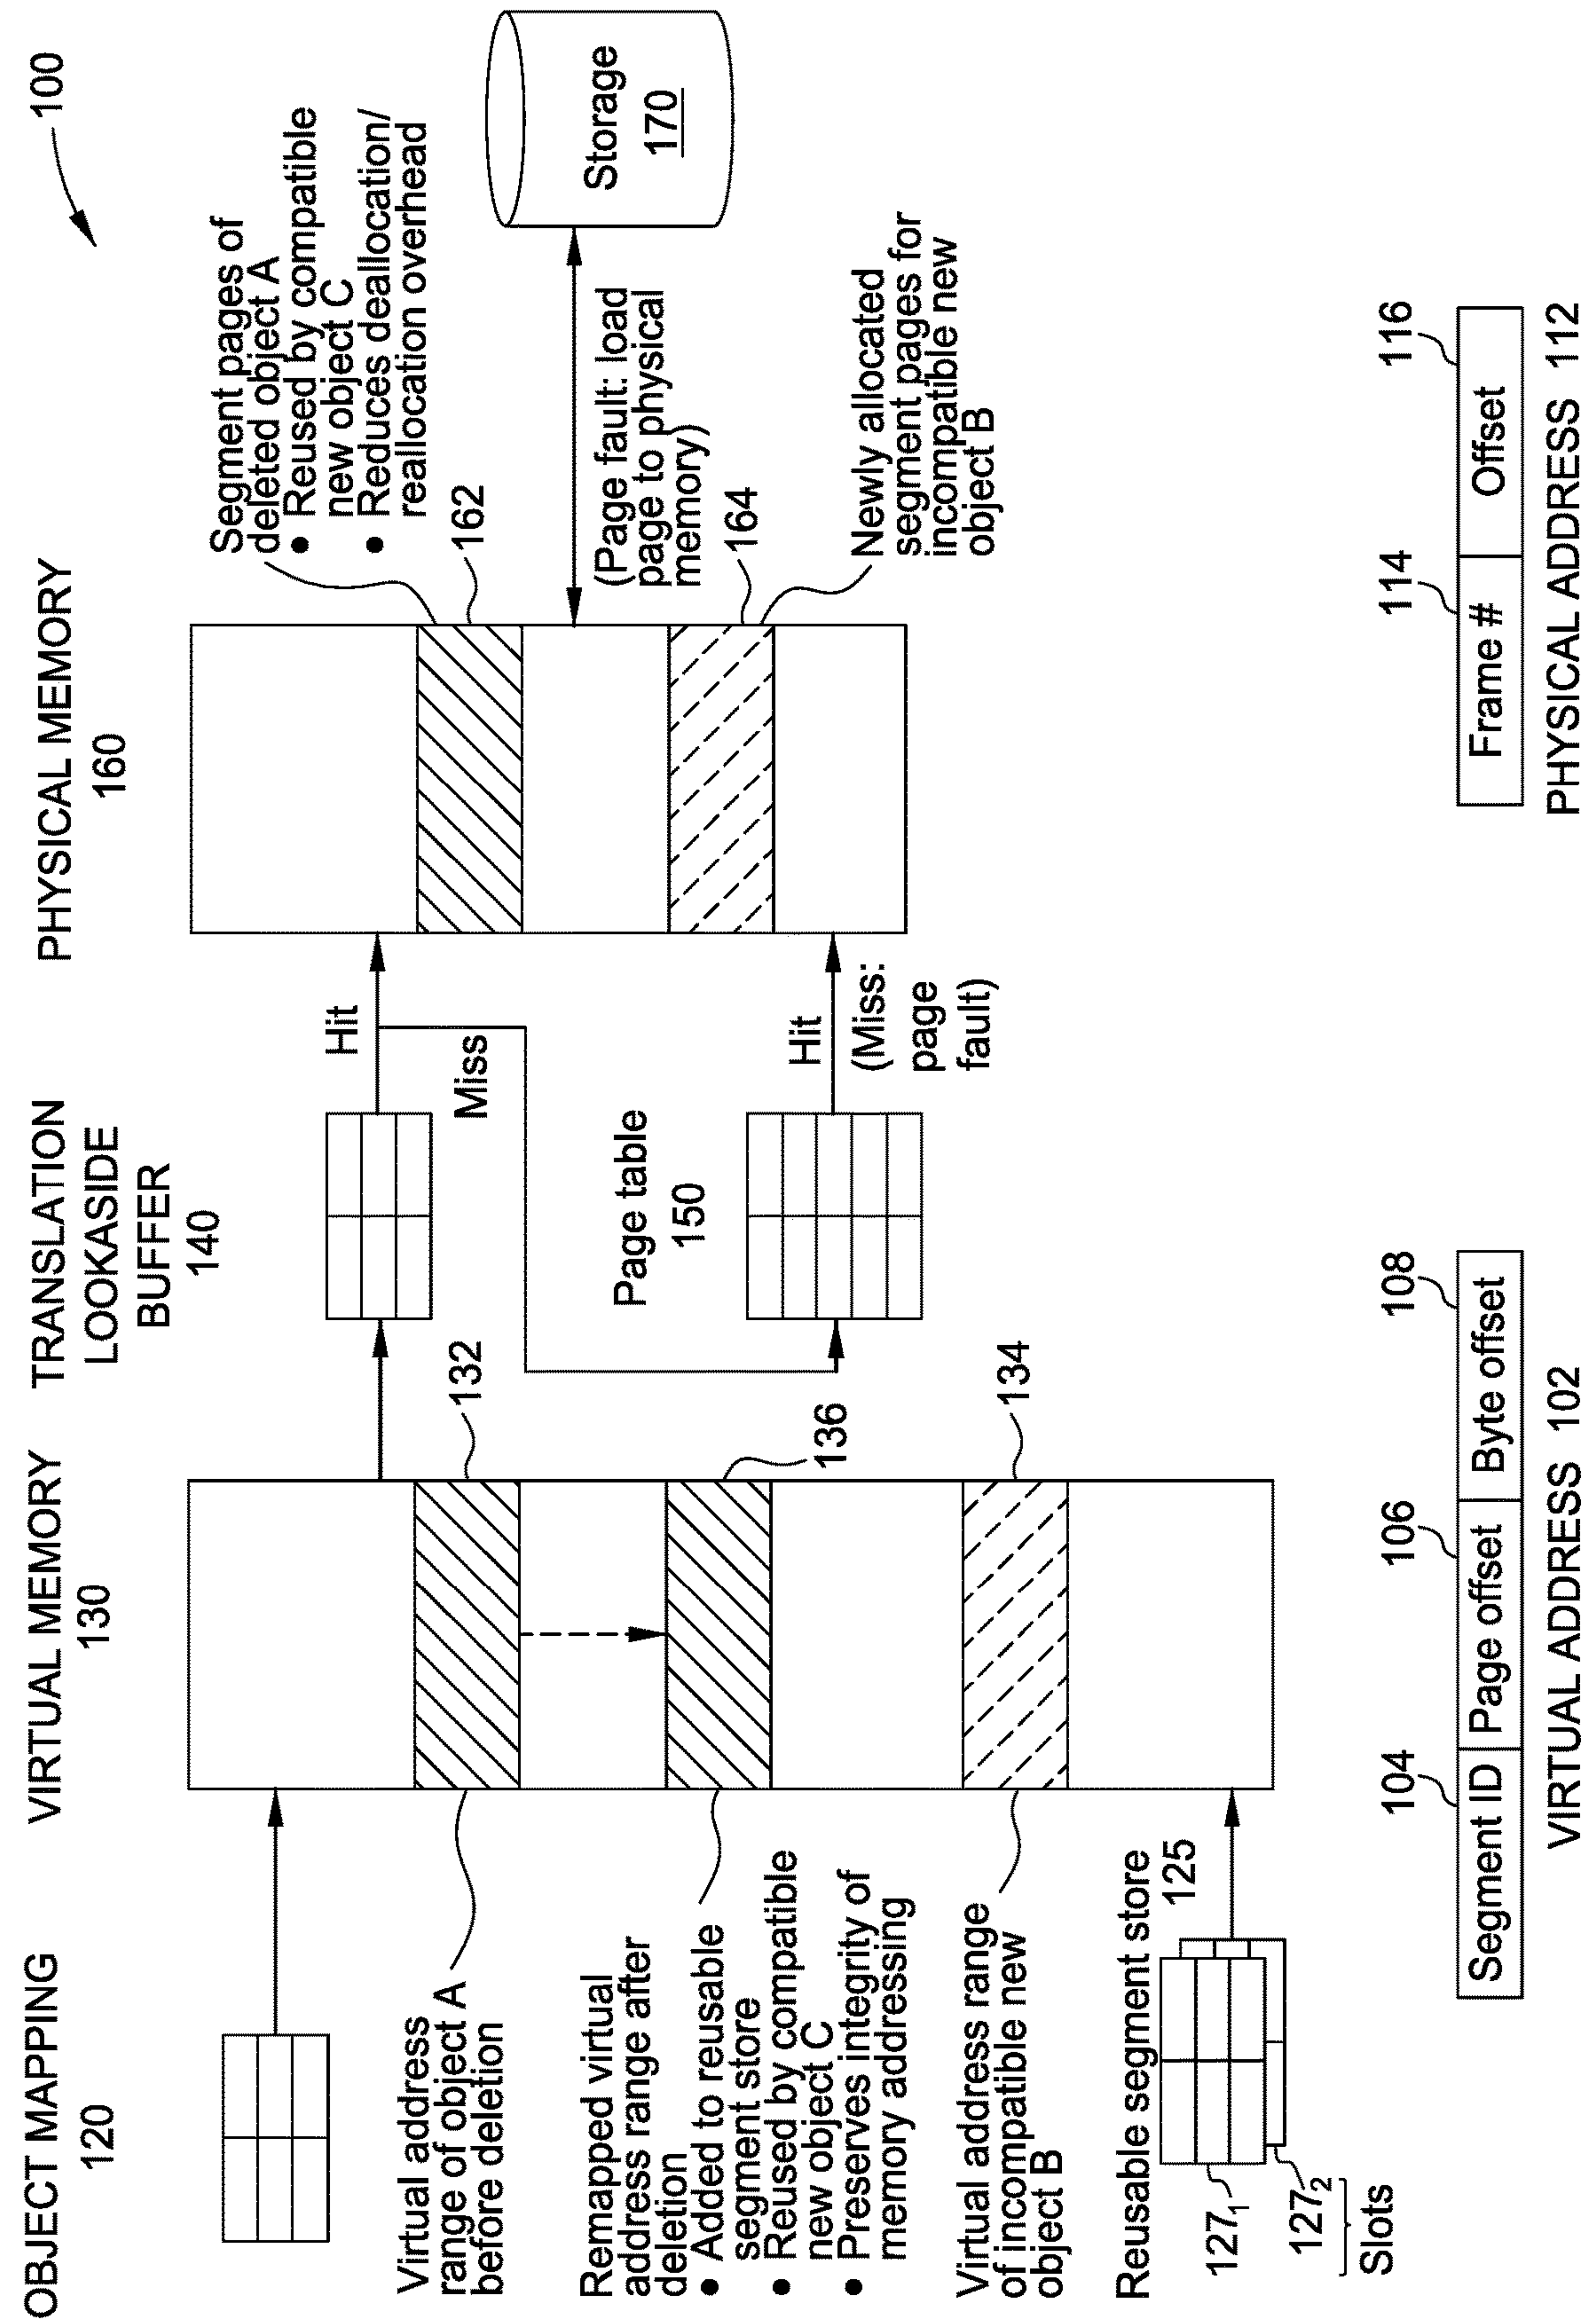 100
OBJECT MAPPING
120
VIRTUAL MEMORY
130
TRANSLATION
LOOKASIDE
BUFFER
140
PHYSICAL MEMORY
160
Virtual address
range of object A
before deletion
132
Remapped virtual
address range after
deletion
• Added to reusable
segment store
• Reused by compatible
new object C
• Preserves integrity of
memory addressing
136
Virtual address range
of incompatible new
object B
134
Reusable segment store
125
127₁
127₂
Slots
Hit
Miss
Page table
150
Hit
(Miss:
page
fault)
Segment pages of
deleted object A
• Reused by compatible
new object C
• Reduces deallocation/
reallocation overhead
162
Storage
170
(Page fault: load
page to physical
memory)
164
Newly allocated
segment pages for
incompatible new
object B
104
106
108
Segment ID
Page offset
Byte offset
VIRTUAL ADDRESS 102
114
116
Frame #
Offset
PHYSICAL ADDRESS 112